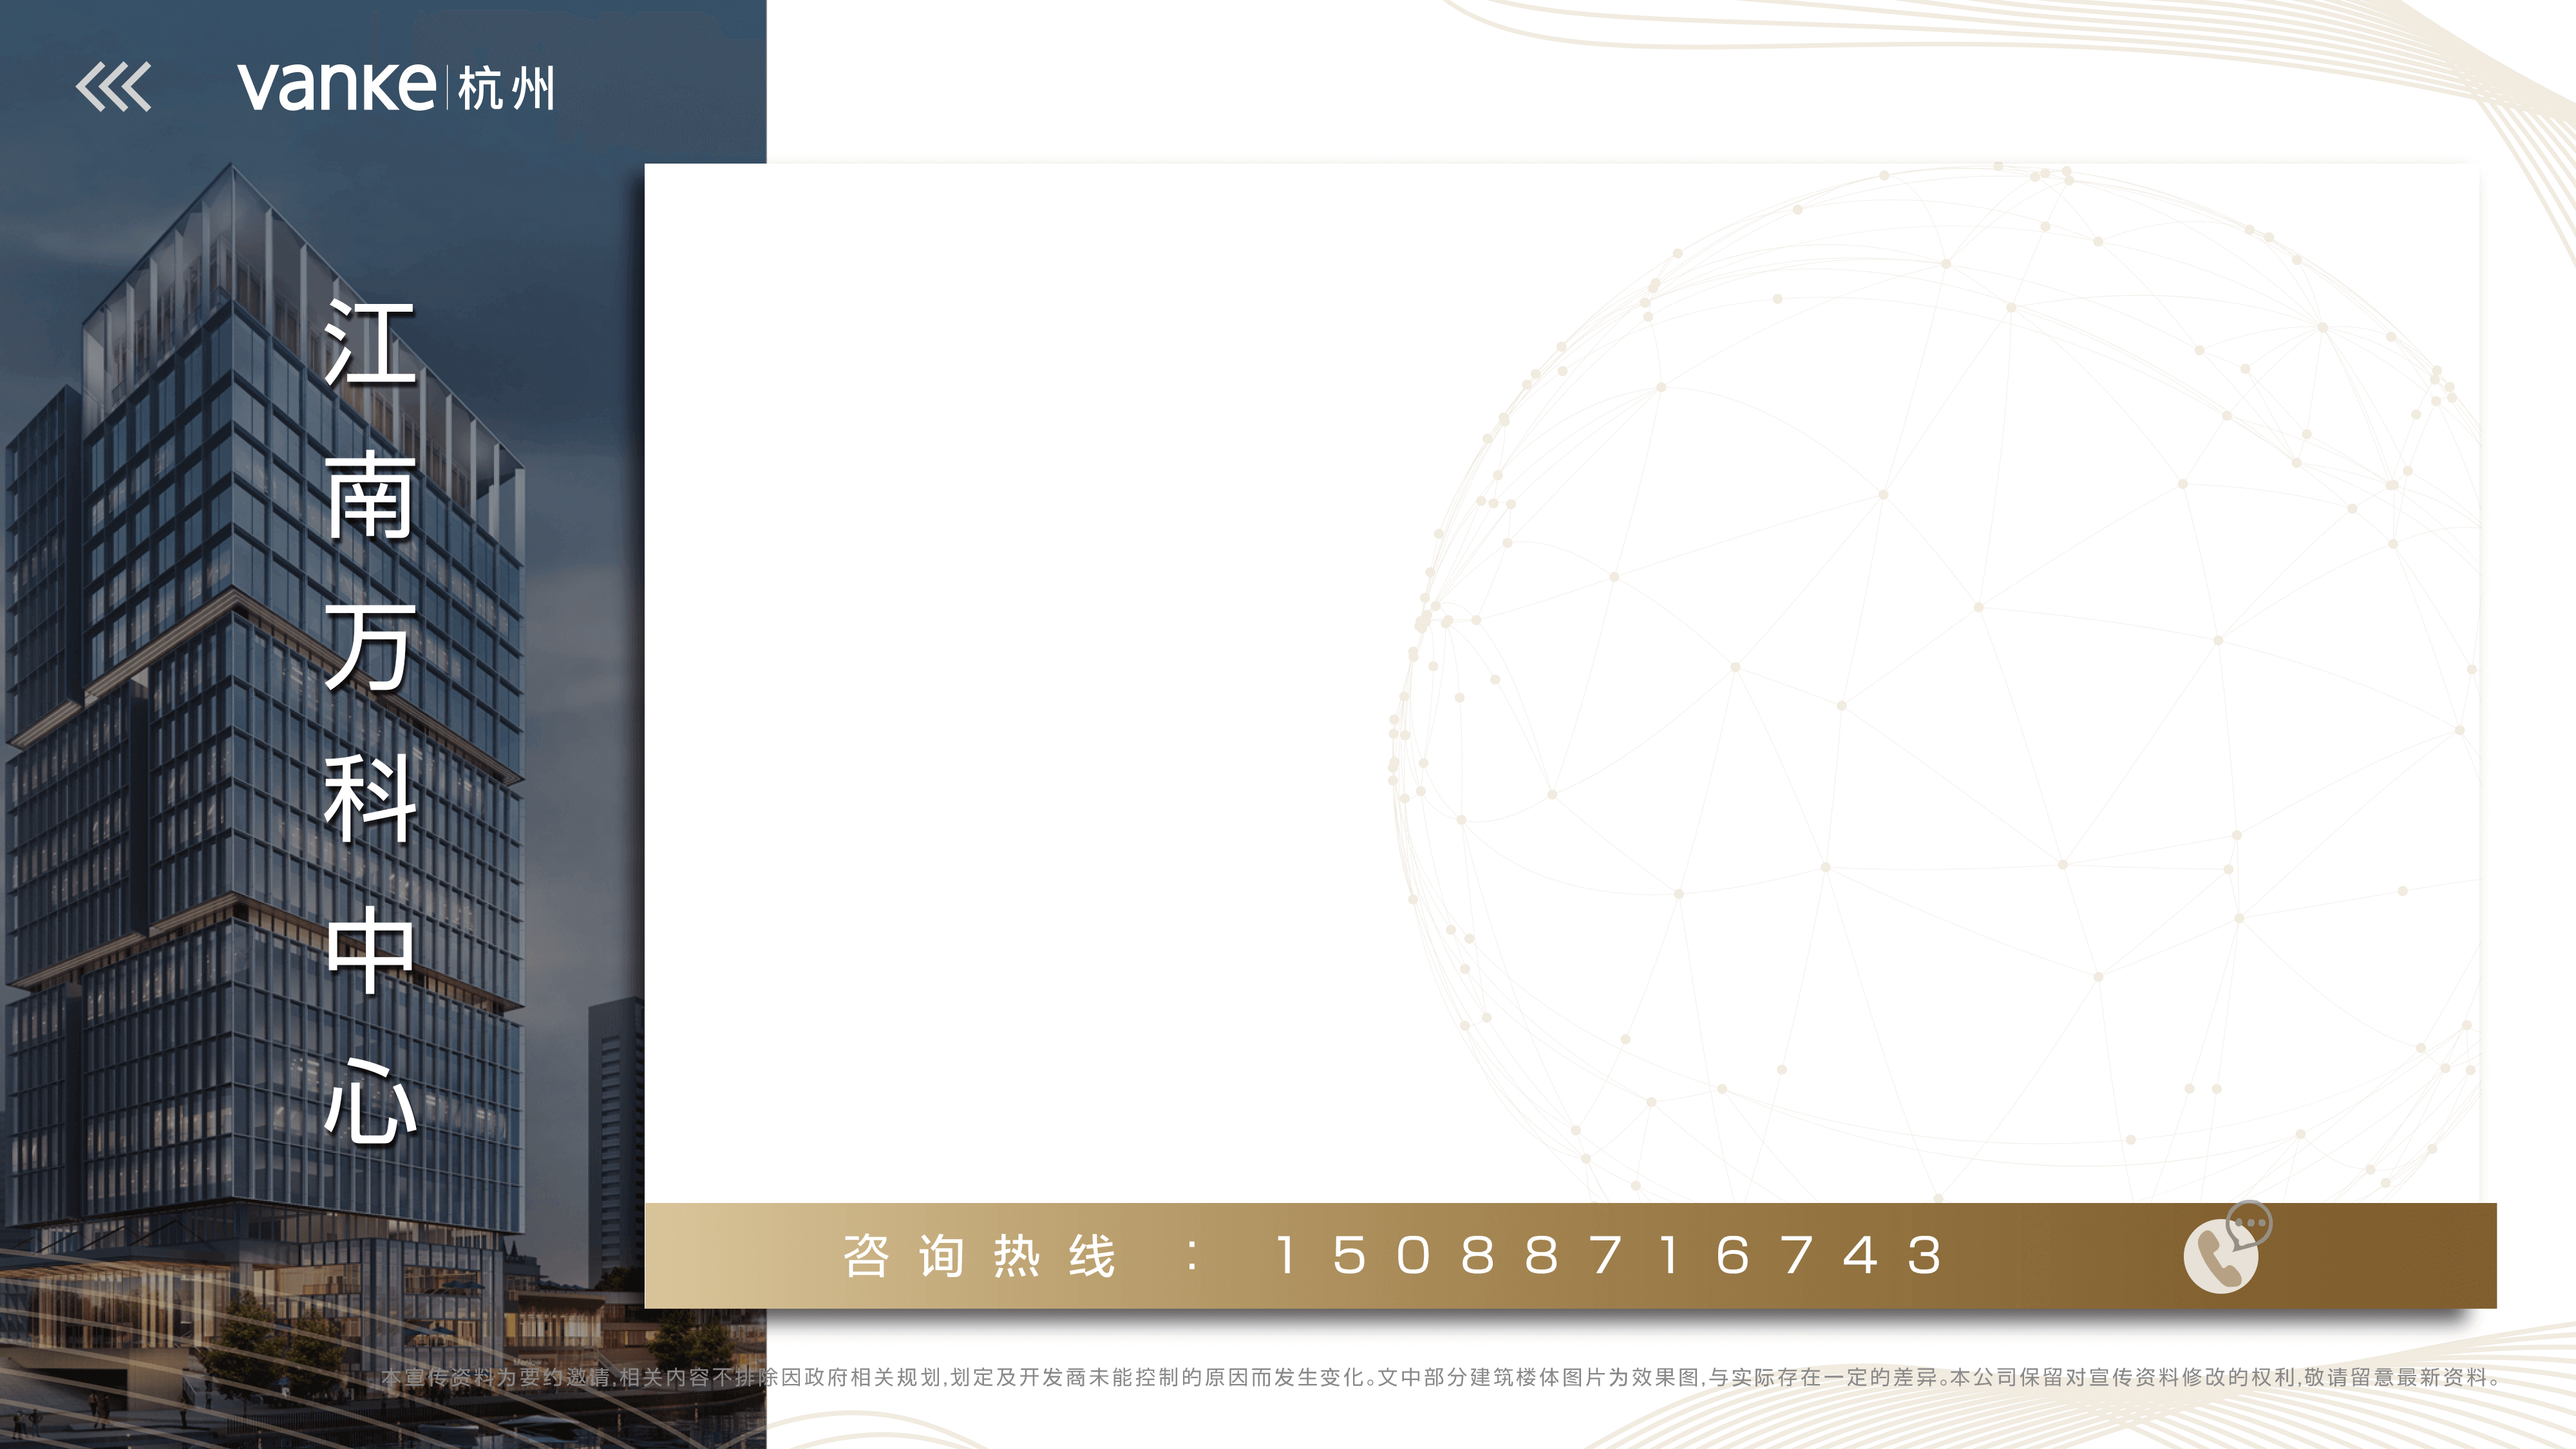 vanke 杭州
江南万科中心
咨询热线 : 15088716743
本宣传资料为要约邀请,相关内容不排除因政府相关规划,划定及开发商未能控制的原因而发生变化。文中部分建筑楼体图片为效果图,与实际存在一定的差异。本公司保留对宣传资料修改的权利,敬请留意最新资料。